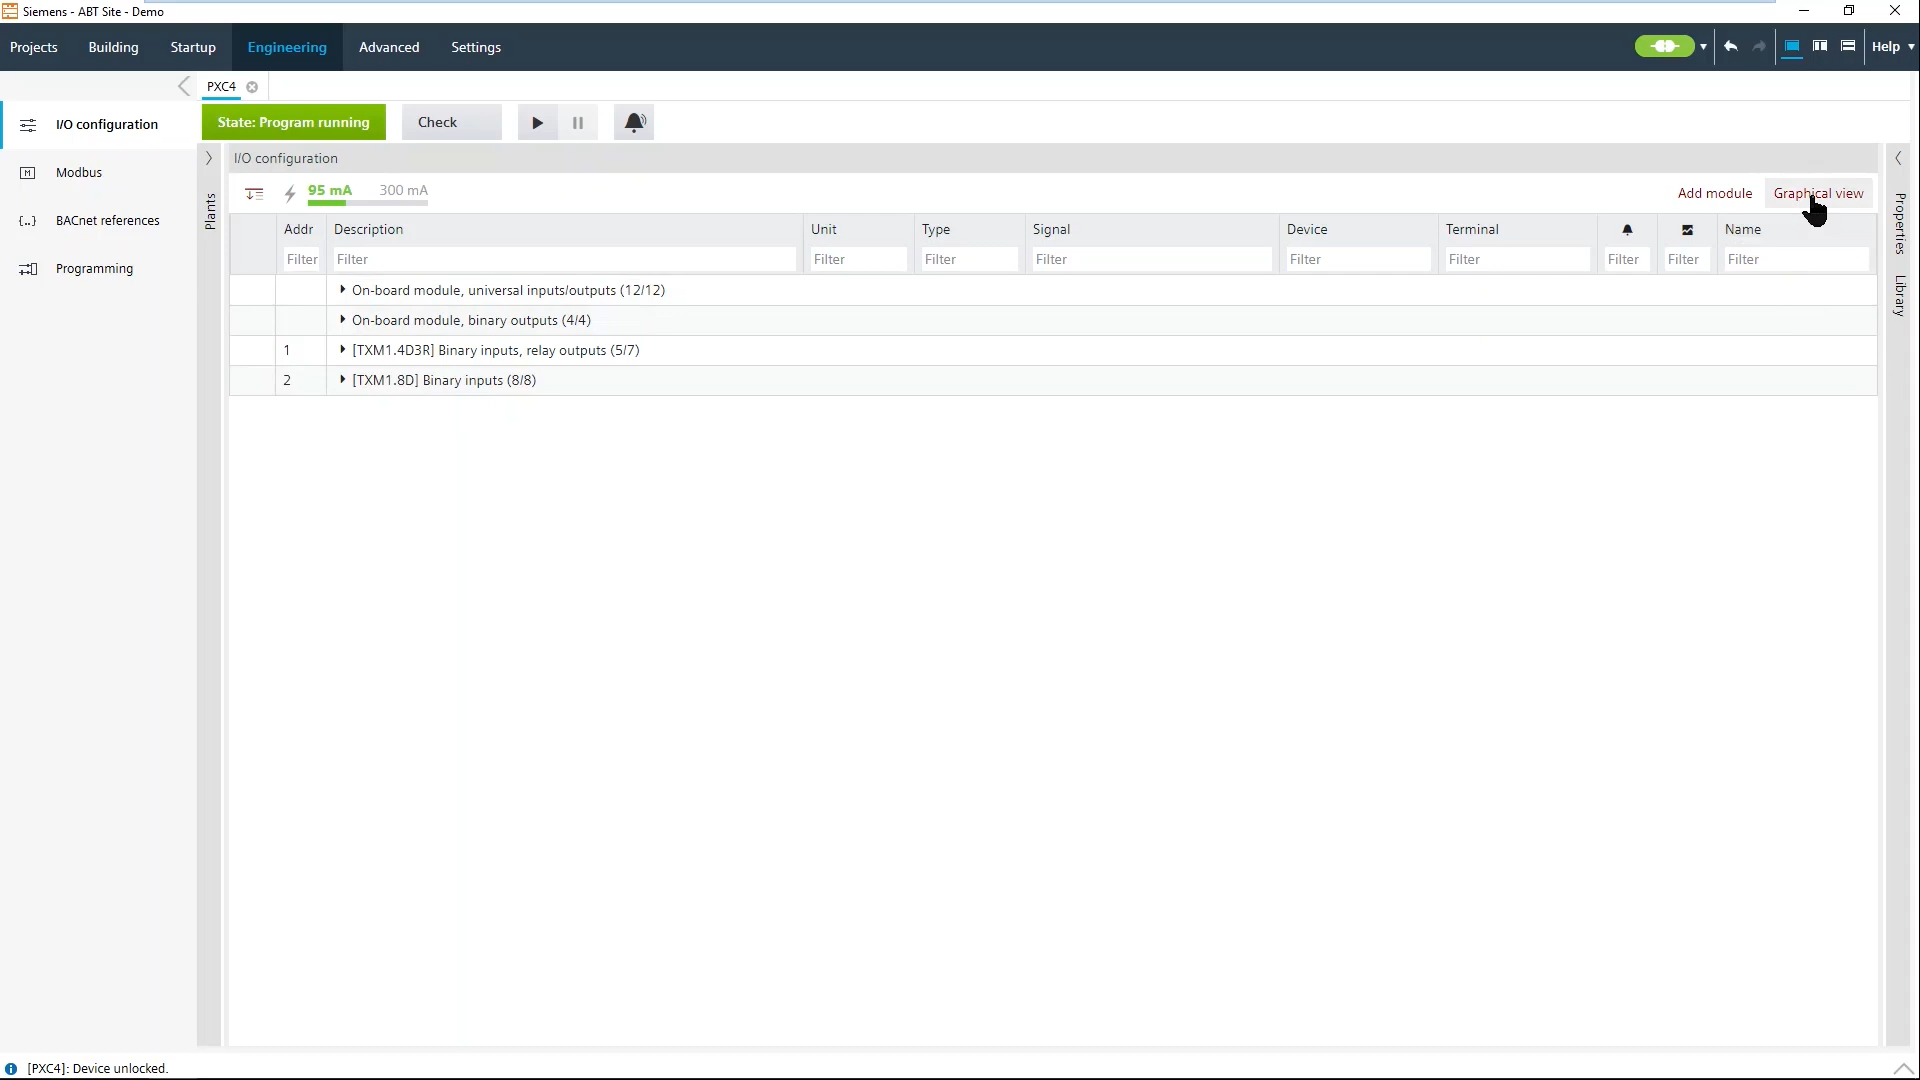 Siemens - ABT Site - Demo
Projects Building Startup Engineering Advanced Settings Help
PXC4
State: Program running Check
I/O configuration
Modbus
BACnet references
Programming
Plants
I/O configuration
95 mA 300 mA
Add module Graphical view
Addr Description Unit Type Signal Device Terminal Name
Filter Filter Filter Filter Filter Filter Filter Filter Filter Filter
On-board module, universal inputs/outputs (12/12)
On-board module, binary outputs (4/4)
1 [TXM1.4D3R] Binary inputs, relay outputs (5/7)
2 [TXM1.8D] Binary inputs (8/8)
Properties
Library
[PXC4]: Device unlocked.